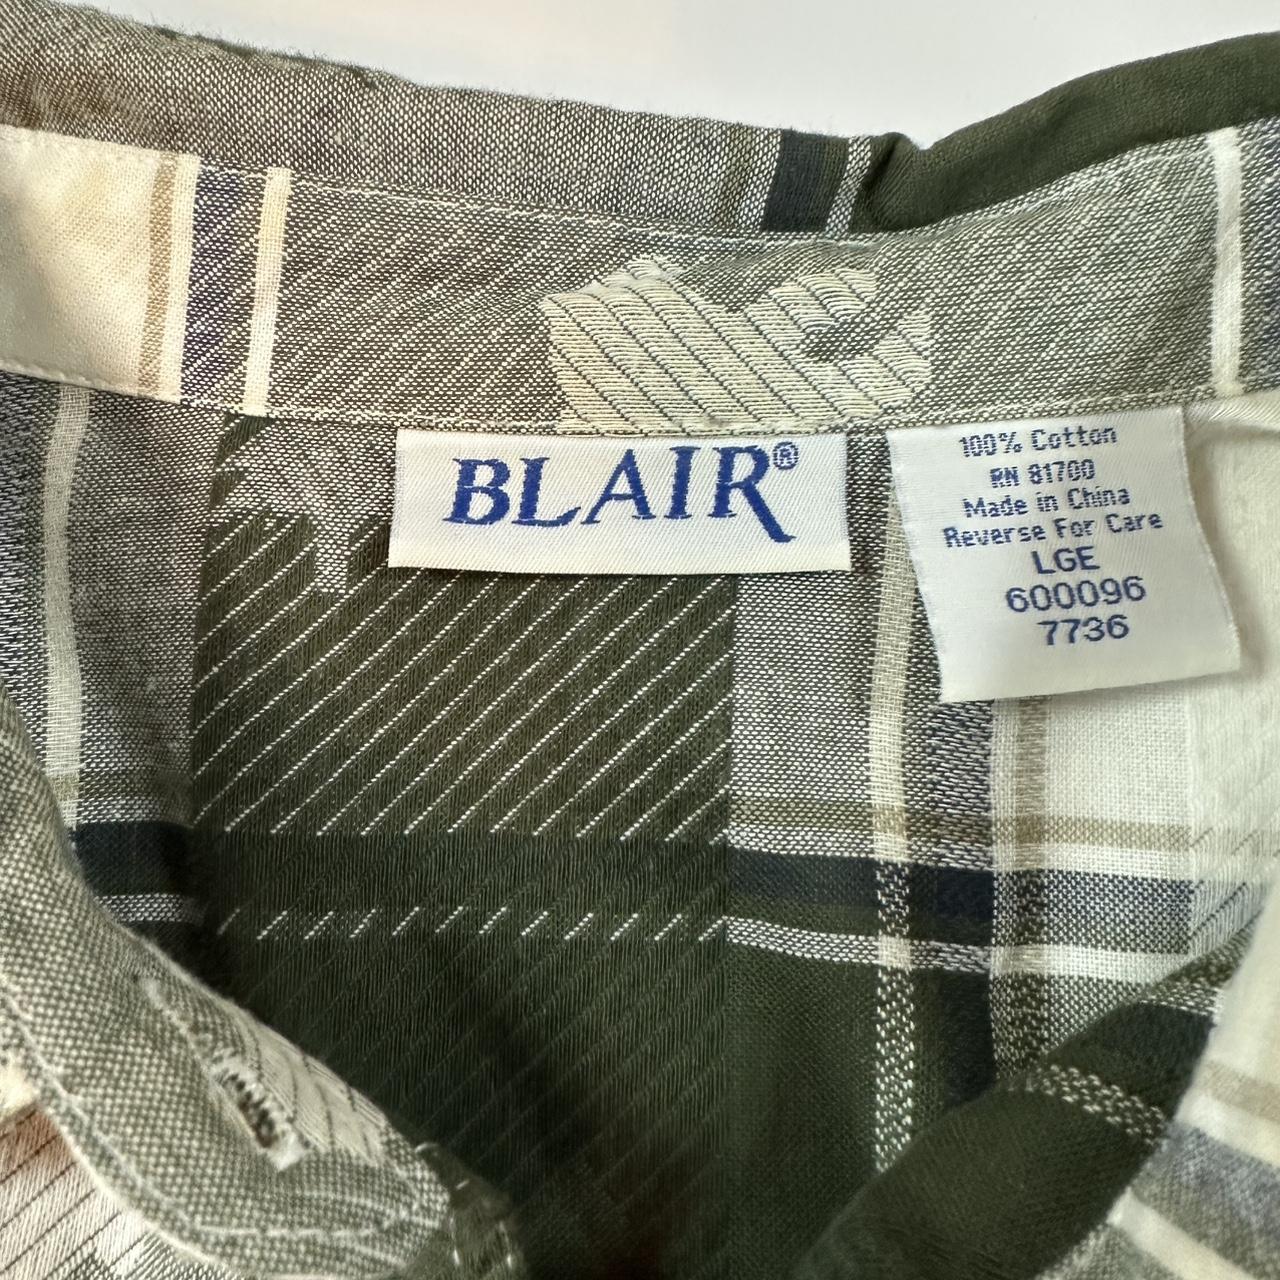 BLAIR®
100% Cotton
RN 81700
Made in China
Reverse For Care
LGE
600096
7736